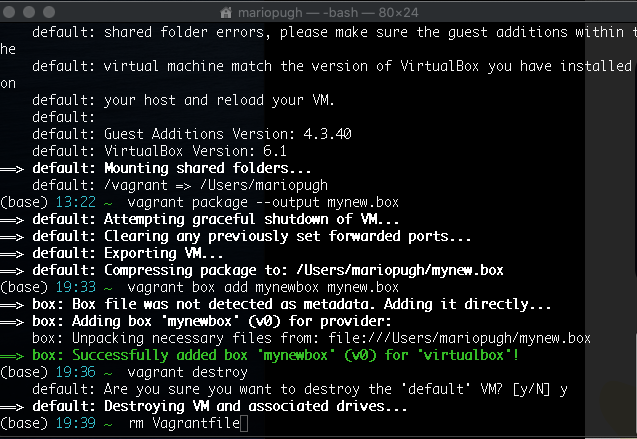 mariopugh — -bash — 80×24
default: shared folder errors, please make sure the guest additions within t
he
default: virtual machine match the version of VirtualBox you have installed
on
default: your host and reload your VM.
default:
default: Guest Additions Version: 4.3.40
default: VirtualBox Version: 6.1
==> default: Mounting shared folders...
default: /vagrant => /Users/mariopugh
(base) 13:22 ~ vagrant package --output mynew.box
==> default: Attempting graceful shutdown of VM...
==> default: Clearing any previously set forwarded ports...
==> default: Exporting VM...
==> default: Compressing package to: /Users/mariopugh/mynew.box
(base) 19:33 ~ vagrant box add mynewbox mynew.box
==> box: Box file was not detected as metadata. Adding it directly...
==> box: Adding box 'mynewbox' (v0) for provider:
box: Unpacking necessary files from: file:///Users/mariopugh/mynew.box
==> box: Successfully added box 'mynewbox' (v0) for 'virtualbox'!
(base) 19:36 ~ vagrant destroy
default: Are you sure you want to destroy the 'default' VM? [y/N] y
==> default: Destroying VM and associated drives...
(base) 19:39 ~ rm Vagrantfile